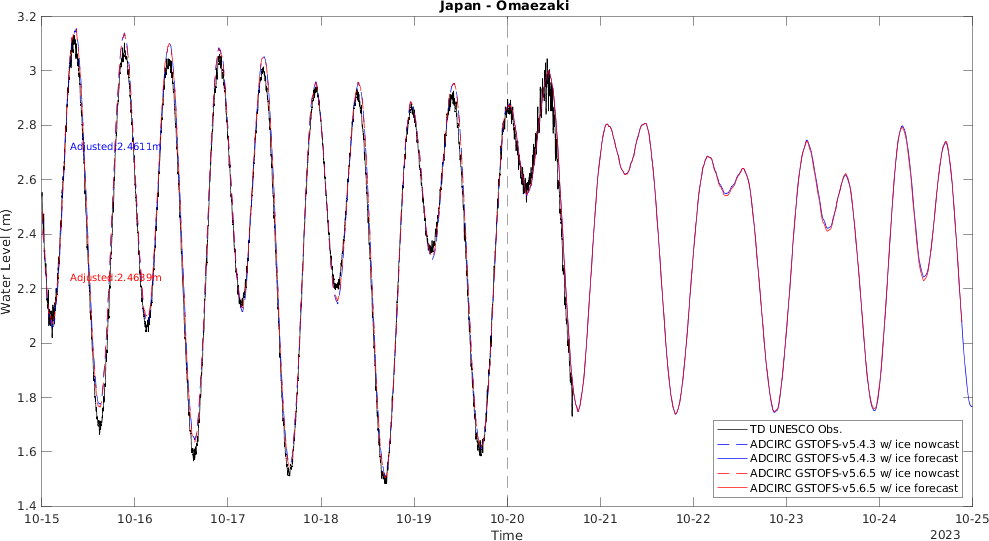 Japan - Omaezaki
Water Level (m)
3.2
3
2.8
2.6
2.4
2.2
2
1.8
1.6
1.4
Adjusted:2.4611m
Adjusted:2.4639m
TD UNESCO Obs.
ADCIRC GSTOFS-v5.4.3 w/ ice nowcast
ADCIRC GSTOFS-v5.4.3 w/ ice forecast
ADCIRC GSTOFS-v5.6.5 w/ ice nowcast
ADCIRC GSTOFS-v5.6.5 w/ ice forecast
10-15 10-16 10-17 10-18 10-19 10-20 10-21 10-22 10-23 10-24 10-25
Time
2023